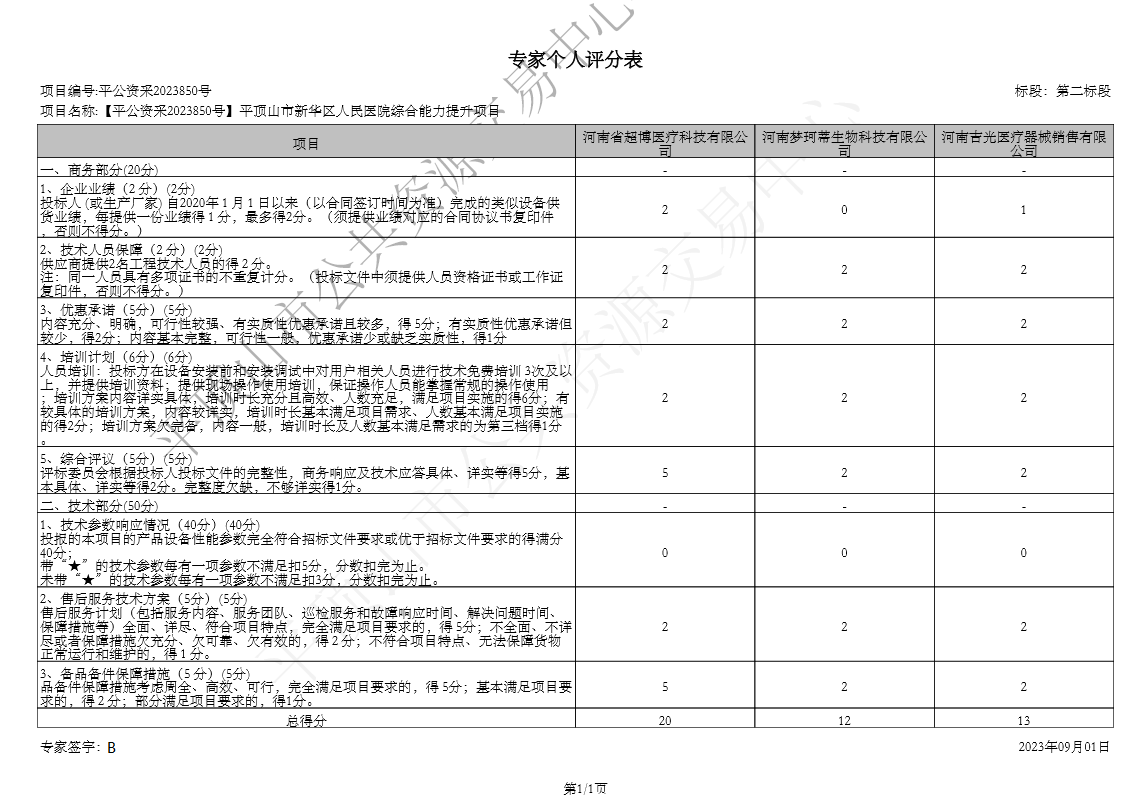 专家个人评分表
项目编号:平公资采2023850号
标段：第二标段
项目名称:【平公资采2023850号】平顶山市新华区人民医院综合能力提升项目
项目
河南省超博医疗科技有限公
司
河南梦珂蒂生物科技有限公
司
河南吉光医疗器械销售有限
公司
一、商务部分(20分)
-
-
-
1、企业业绩（2 分）(2分)
投标人 (或生产厂家) 自2020年 1 月 1 日以来（以合同签订时间为准）完成的类似设备供
货业绩，每提供一份业绩得 1 分，最多得2分。（须提供业绩对应的合同协议书复印件
，否则不得分。）
2
0
1
2、技术人员保障（2 分）(2分)
供应商提供2名工程技术人员的得 2 分。
注：同一人员具有多项证书的不重复计分。（投标文件中须提供人员资格证书或工作证
复印件，否则不得分。）
2
2
2
3、优惠承诺（5分）(5分)
内容充分、明确，可行性较强、有实质性优惠承诺且较多，得 5分；有实质性优惠承诺但
较少，得2分；内容基本完整，可行性一般，优惠承诺少或缺乏实质性，得1分
2
2
2
4、培训计划（6分）(6分)
人员培训：投标方在设备安装前和安装调试中对用户相关人员进行技术免费培训 3次及以
上，并提供培训资料；提供现场操作使用培训，保证操作人员能掌握常规的操作使用
；培训方案内容详实具体；培训时长充分且高效、人数充足，满足项目实施的得6分；有
较具体的培训方案，内容较详实，培训时长基本满足项目需求、人数基本满足项目实施
的得2分；培训方案欠完备，内容一般，培训时长及人数基本满足需求的为第三档得1分
。
2
2
2
5、综合评议（5分）(5分)
评标委员会根据投标人投标文件的完整性，商务响应及技术应答具体、详实等得5分，基
本具体、详实等得2分。完整度欠缺，不够详实得1分。
5
2
2
二、技术部分(50分)
-
-
-
1、技术参数响应情况（40分）(40分)
投报的本项目的产品设备性能参数完全符合招标文件要求或优于招标文件要求的得满分
40分；
带“★”的技术参数每有一项参数不满足扣5分，分数扣完为止。
未带“★”的技术参数每有一项参数不满足扣3分，分数扣完为止。
0
0
0
2、售后服务技术方案（5分）(5分)
售后服务计划（包括服务内容、服务团队、巡检服务和故障响应时间、解决问题时间、
保障措施等）全面、详尽、符合项目特点，完全满足项目要求的，得 5分；不全面、不详
尽或者保障措施欠充分、欠可靠、欠有效的，得 2 分；不符合项目特点、无法保障货物
正常运行和维护的，得 1 分。
2
2
2
3、备品备件保障措施（5 分）(5分)
品备件保障措施考虑周全、高效、可行，完全满足项目要求的，得 5分；基本满足项目要
求的，得 2 分；部分满足项目要求的，得1分。
5
2
2
总得分
20
12
13
专家签字：B
2023年09月01日
第1/1页
平顶山市公共资源交易中心
平顶山市公共资源交易中心